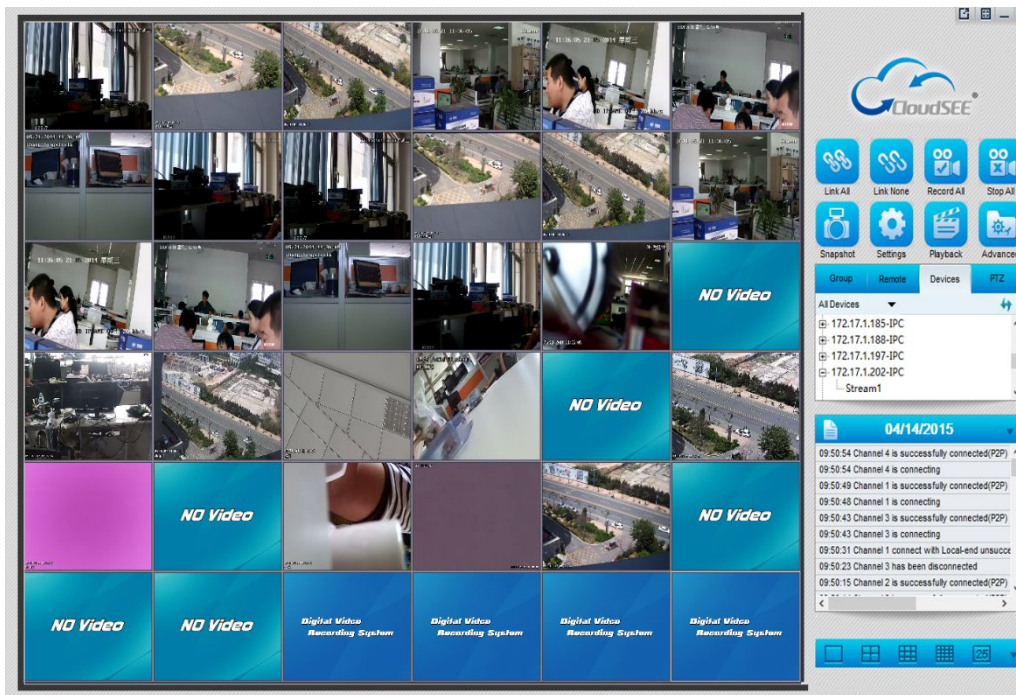 CloudSEE
Link All
Link None
Record All
Stop All
Snapshot
Settings
Playback
Advanced
Group
Remote
Devices
PTZ
All Devices
172.17.1.185-IPC
172.17.1.188-IPC
172.17.1.197-IPC
172.17.1.202-IPC
Stream1
04/14/2015
09:50:54 Channel 4 is successfully connected(P2P)
09:50:54 Channel 4 is connecting
09:50:49 Channel 1 is successfully connected(P2P)
09:50:48 Channel 1 is connecting
09:50:43 Channel 3 is successfully connected(P2P)
09:50:43 Channel 3 is connecting
09:50:31 Channel 1 connect with Local-end unsucce
09:50:23 Channel 3 has been disconnected
09:50:15 Channel 2 is successfully connected(P2P)
25
NO Video
NO Video
NO Video
NO Video
NO Video
NO Video
NO Video
Digital Video
Recording System
Digital Video
Recording System
Digital Video
Recording System
Digital Video
Recording System